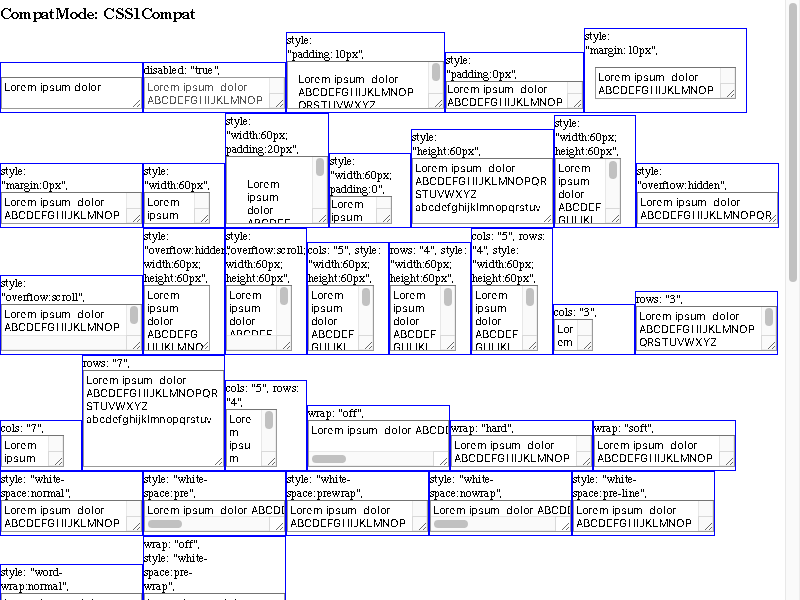 CompatMode: CSS1Compat
Lorem ipsum dolor
disabled: "true",
Lorem ipsum dolor
ABCDEFGHIJKLMNOP
style:
"padding: 10px",
Lorem ipsum dolor
ABCDEFGHIJKLMNOP
QRSTUVWXYZ
style:
"padding:0px",
Lorem ipsum dolor
ABCDEFGHIJKLMNOP
style:
"margin: 10px",
Lorem ipsum dolor
ABCDEFGHIJKLMNOP
style:
"margin:0px",
Lorem ipsum dolor
ABCDEFGHIJKLMNOP
style:
"width:60px",
Lorem
ipsum
style:
"width:60px;
padding:20px",
Lorem
ipsum
dolor
ABCDEF
style:
"width:60px;
padding:0",
Lorem
ipsum
style:
"height:60px",
Lorem ipsum dolor
ABCDEFGHIJKLMNOPQR
STUVWXYZ
abcdefghijklmnopqrstuv
style:
"width:60px;
height:60px",
Lorem
ipsum
dolor
ABCDEF
GHIJKL
style:
"overflow:hidden",
Lorem ipsum dolor
ABCDEFGHIJKLMNOPQR
style:
"overflow:scroll",
Lorem ipsum dolor
ABCDEFGHIJKLMNOP
style:
"overflow:hidden;
width:60px;
height:60px",
Lorem
ipsum
dolor
ABCDEFG
HIJKLMNO
style:
"overflow:scroll;
width:60px;
height:60px",
Lorem
ipsum
dolor
ABCDEF
cols: "5", style:
"width:60px;
height:60px",
Lorem
ipsum
dolor
ABCDEF
GHIJKL
rows: "4", style:
"width:60px;
height:60px",
Lorem
ipsum
dolor
ABCDEF
GHIJKL
cols: "5", rows:
"4", style:
"width:60px;
height:60px",
Lorem
ipsum
dolor
ABCDEF
GHIJKL
cols: "3",
Lor
em
rows: "3",
Lorem ipsum dolor
ABCDEFGHIJKLMNOP
QRSTUVWXYZ
cols: "7",
Lorem
ipsum
rows: "7",
Lorem ipsum dolor
ABCDEFGHIJKLMNOPQR
STUVWXYZ
abcdefghijklmnopqrstuv
cols: "5", rows:
"4",
Lore
m
ipsu
m
wrap: "off",
Lorem ipsum dolor ABCD
wrap: "hard",
Lorem ipsum dolor
ABCDEFGHIJKLMNOP
wrap: "soft",
Lorem ipsum dolor
ABCDEFGHIJKLMNOP
style: "white-
space:normal",
Lorem ipsum dolor
ABCDEFGHIJKLMNOP
style: "white-
space:pre",
Lorem ipsum dolor ABCD
style: "white-
space:prewrap",
Lorem ipsum dolor
ABCDEFGHIJKLMNOP
style: "white-
space:nowrap",
Lorem ipsum dolor ABCD
style: "white-
space:pre-line",
Lorem ipsum dolor
ABCDEFGHIJKLMNOP
style: "word-
wrap:normal",
wrap: "off",
style: "white-
space:pre-
wrap",